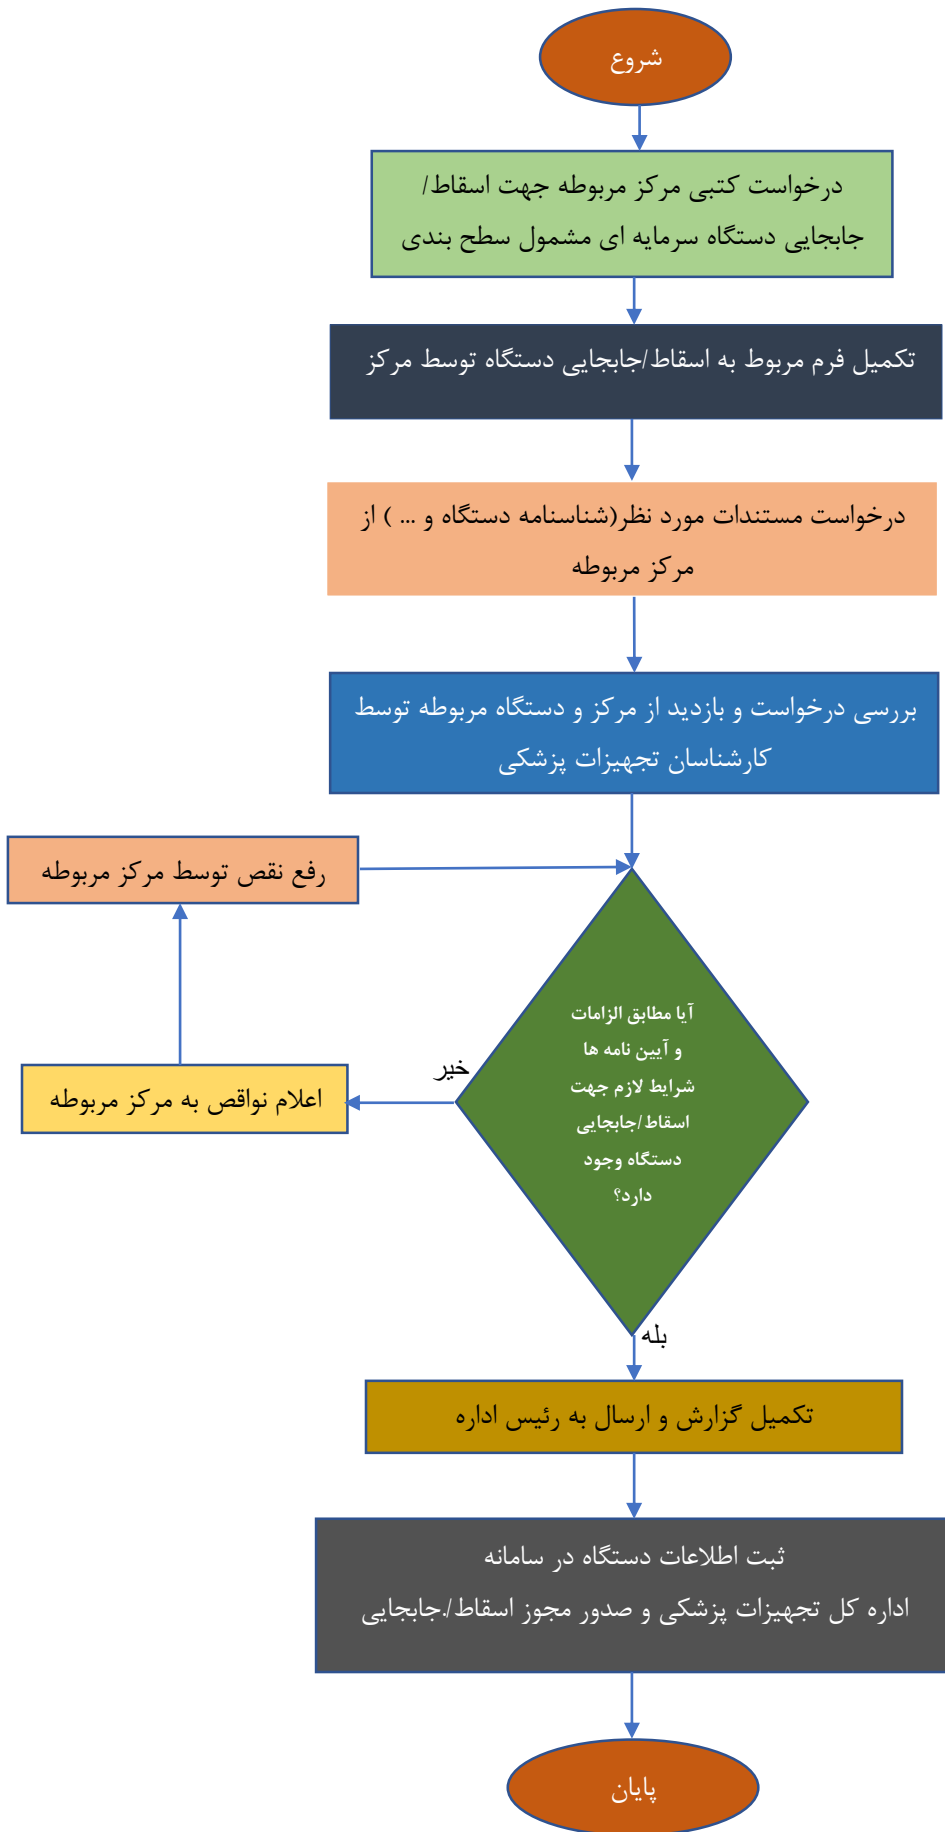 شروع
درخواست کتبی مرکز مربوطه جهت اسقاط/
جابجایی دستگاه سرمایه ای مشمول سطح بندی
تکمیل فرم مربوط به اسقاط/جابجایی دستگاه توسط مرکز
درخواست مستندات مورد نظر(شناسنامه دستگاه و ... ) از
مرکز مربوطه
بررسی درخواست و بازدید از مرکز و دستگاه مربوطه توسط
کارشناسان تجهیزات پزشکی
رفع نقص توسط مرکز مربوطه
آیا مطابق الزامات
و آیین نامه ها
شرایط لازم جهت
اسقاط/جابجایی
دستگاه وجود
دارد؟
خیر
اعلام نواقص به مرکز مربوطه
بله
تکمیل گزارش و ارسال به رئیس اداره
ثبت اطلاعات دستگاه در سامانه
اداره کل تجهیزات پزشکی و صدور مجوز اسقاط/.جابجایی
پایان